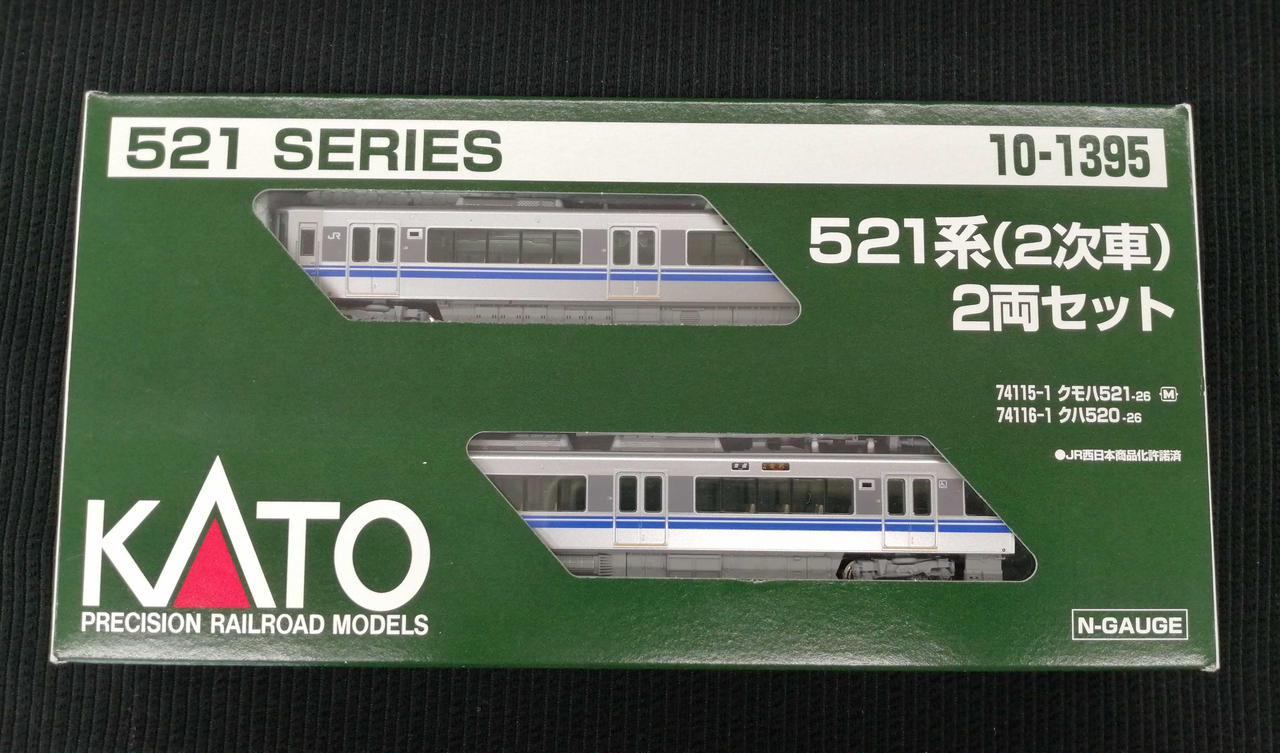 521 SERIES
10-1395
JR
521系(2次車)
2両セット
74115-1 クモハ521-26 M
74116-1 クハ520-26
●JR西日本商品化許諾済
KATO
PRECISION RAILROAD MODELS
N-GAUGE